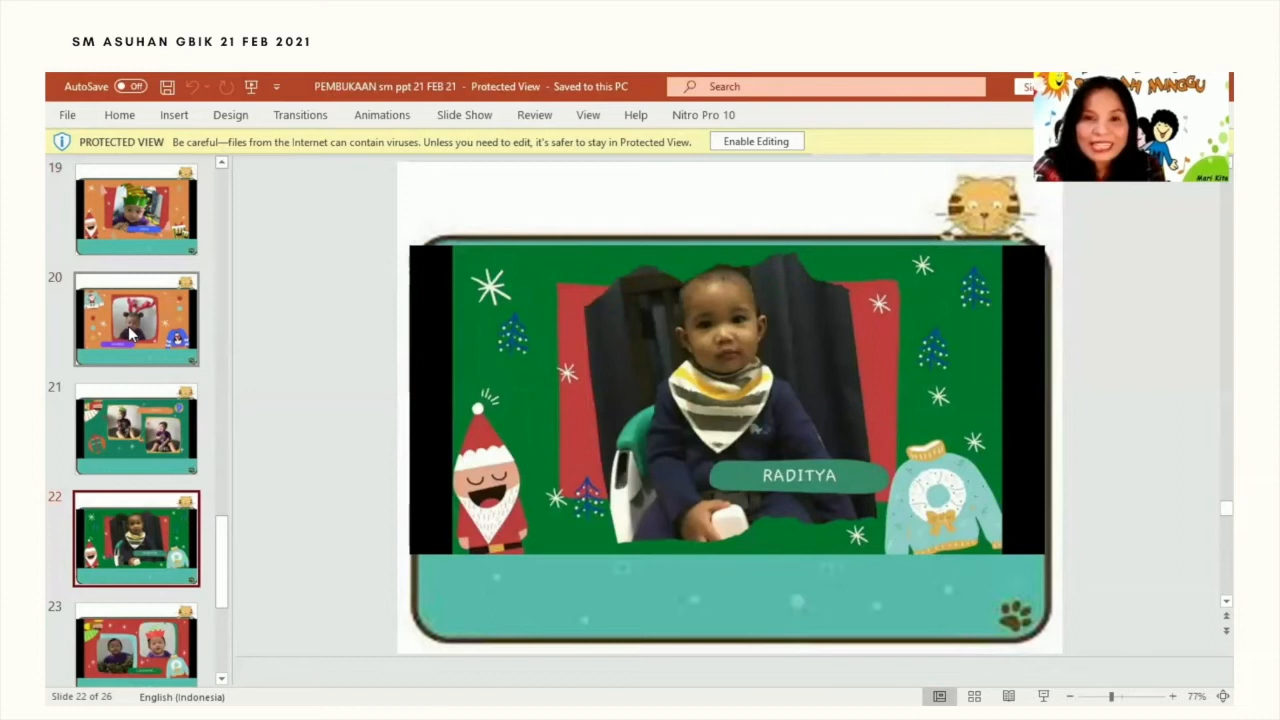 SM ASUHAN GBIK 21 FEB 2021
AutoSave Off PEMBUKAAN sm ppt 21 FEB 21 - Protected View - Saved to this PC Search
File Home Insert Design Transitions Animations Slide Show Review View Help Nitro Pro 10
PROTECTED VIEW Be careful—files from the Internet can contain viruses. Unless you need to edit, it's safer to stay in Protected View. Enable Editing
MINGGU
Mari Kita
19
20
21
22
23
RADITYA
Slide 22 of 26 English (Indonesia) 77%